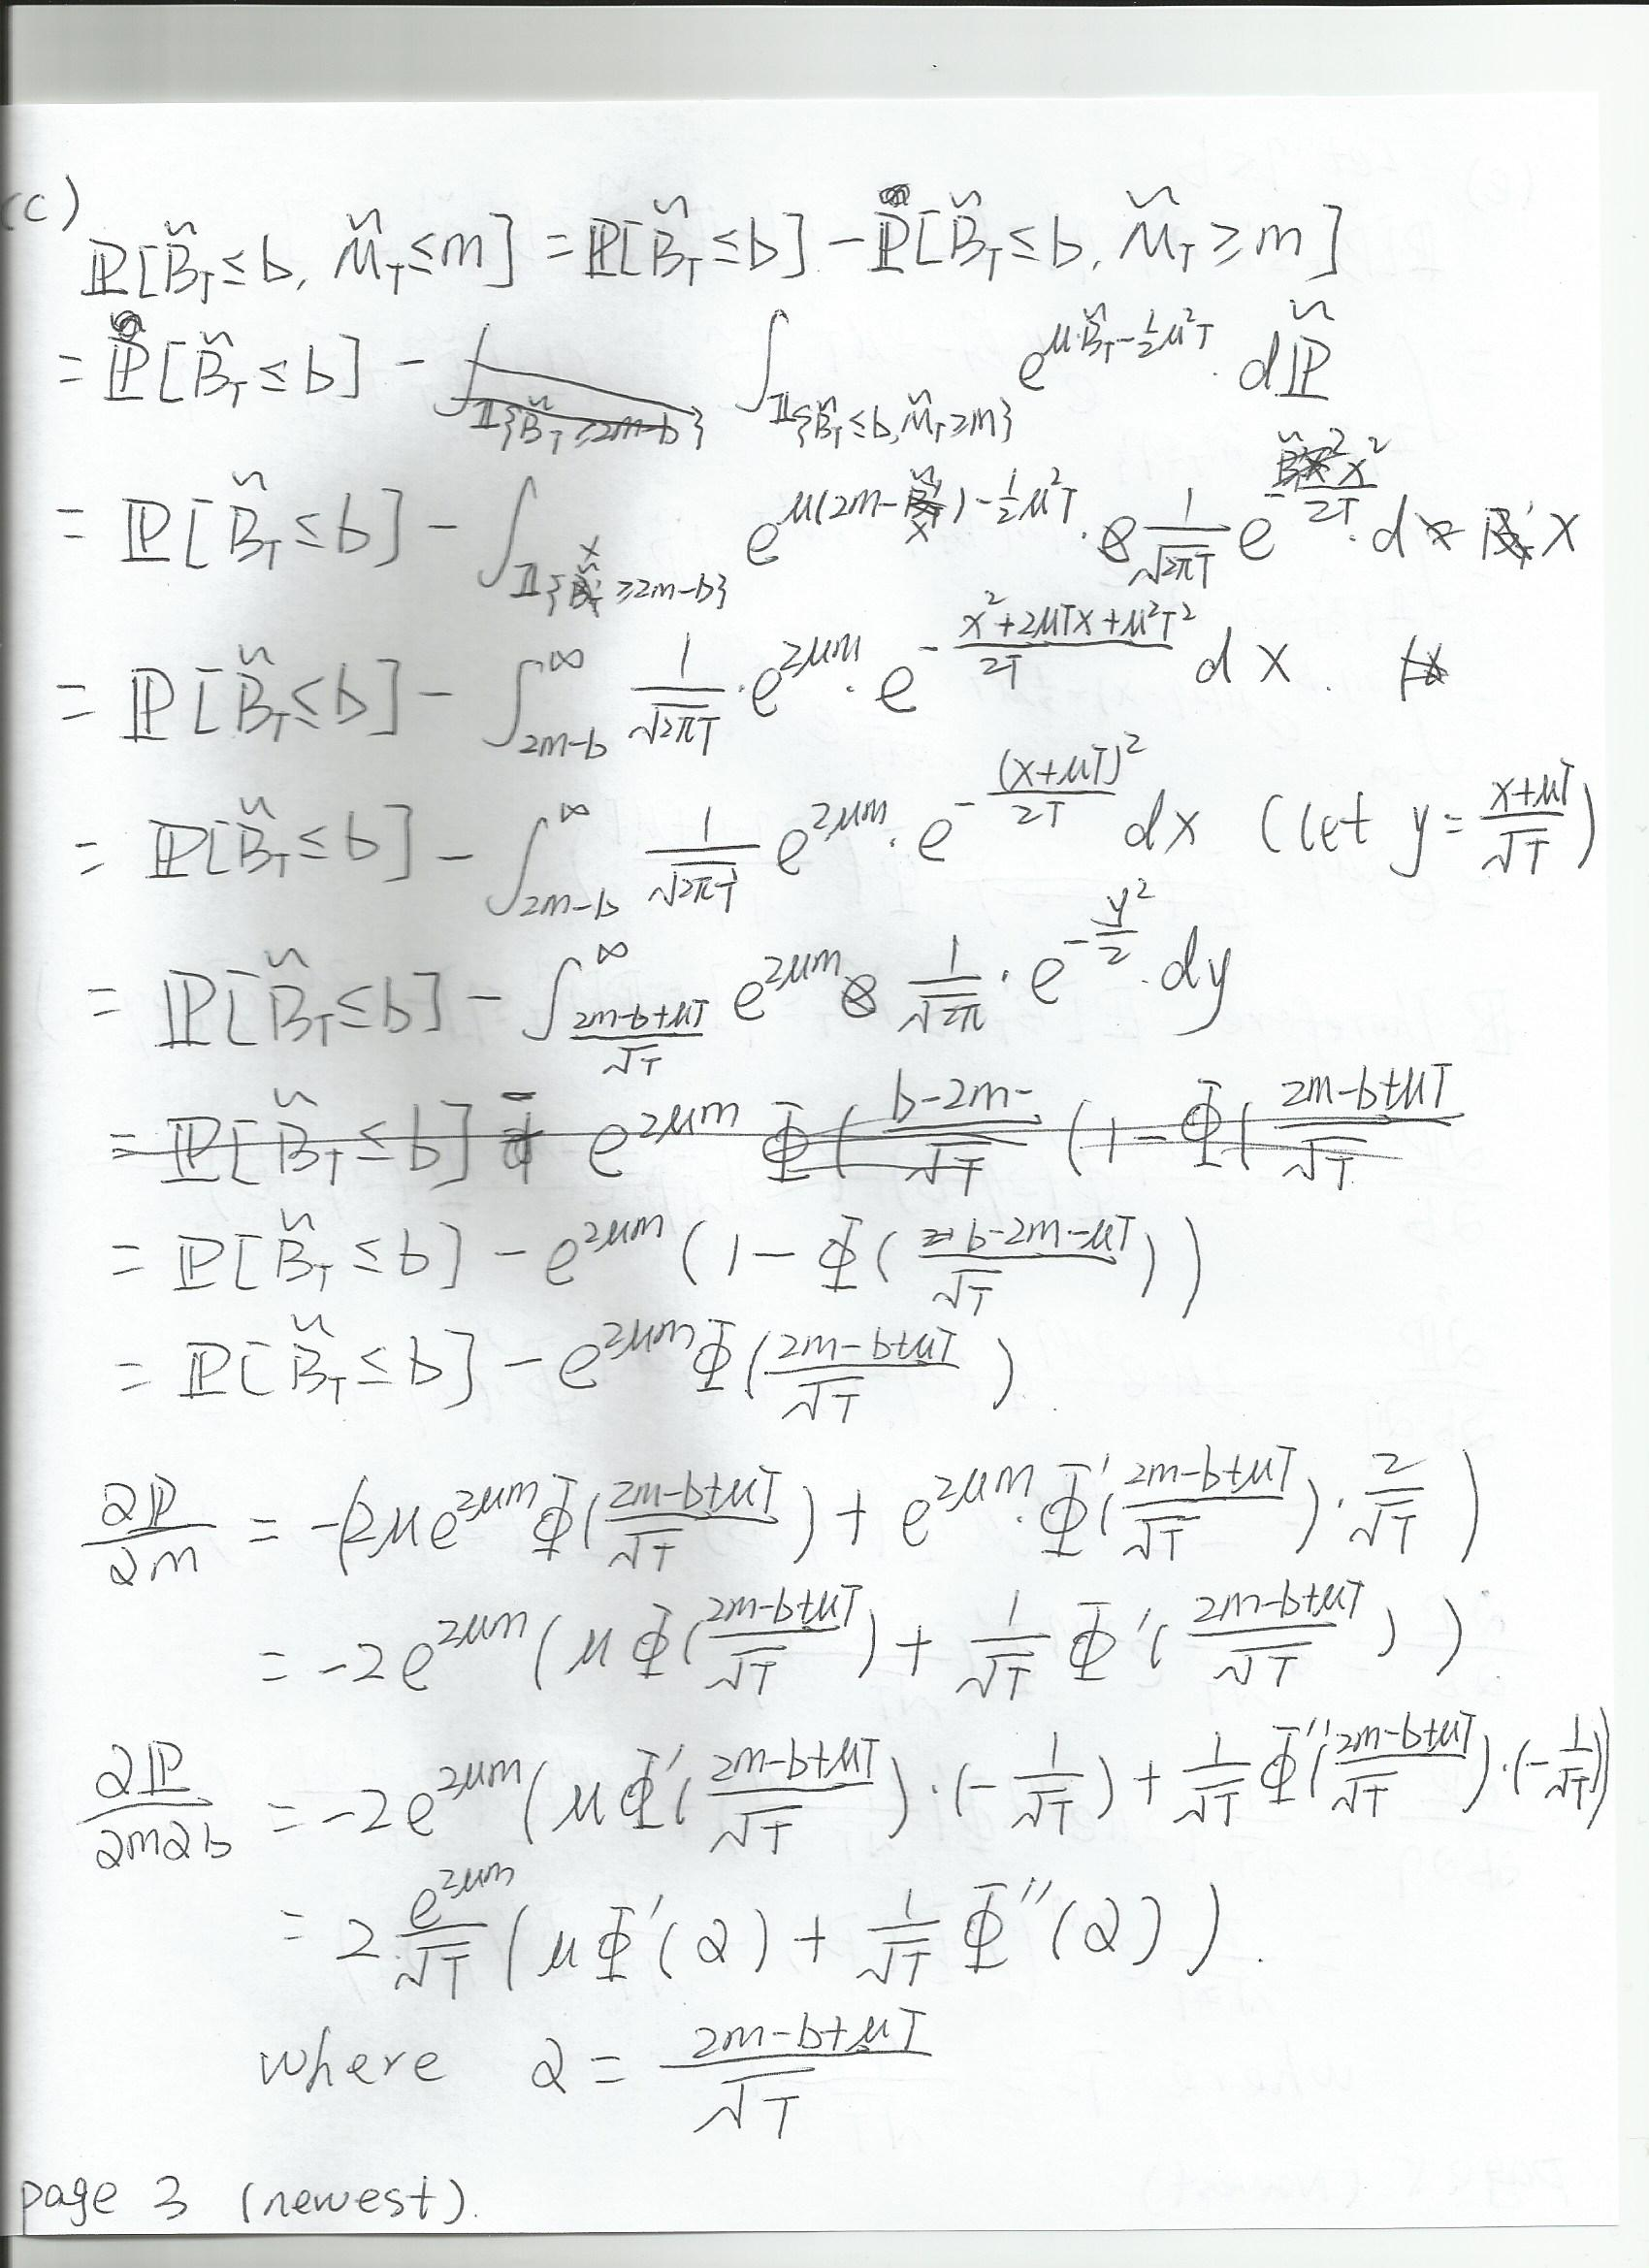 (c)
ℙ[B̃_T ≤ b, M̃_T ≤ m] = ℙ[B̃_T ≤ b] − ℙ[B̃_T ≤ b, M̃_T ≥ m]
= ℙ[B̃_T ≤ b] − ∫_{𝟙{B̃_T ≤ b, M̃_T ≥ m}} e^{μ·B̃_T − ½μ²T} · dℙ̃
= ℙ[B̃_T ≤ b] − ∫_{𝟙{x ≥ 2m−b}} e^{μ(2m−x) − ½μ²T} · 1/√(2πT) e^{−x²/2T} · dx
= ℙ[B̃_T ≤ b] − ∫_{2m−b}^{∞} 1/√(2πT) · e^{2μm} · e^{−(x²+2μTx+μ²T²)/2T} dx.
= ℙ[B̃_T ≤ b] − ∫_{2m−b}^{∞} 1/√(2πT) e^{2μm} · e^{−(x+μT)²/2T} dx (let y = (x+μT)/√T)
= ℙ[B̃_T ≤ b] − ∫_{(2m−b+μT)/√T}^{∞} e^{2μm} 1/√(2π) · e^{−y²/2} · dy
= ℙ[B̃_T ≤ b] e^{2μm} Φ( (b−2m−)/√T (1−Φ( (2m−b+μT)/√T
= ℙ[B̃_T ≤ b] − e^{2μm} (1 − Φ( (b−2m−μT)/√T ))
= ℙ[B̃_T ≤ b] − e^{2μm} Φ( (2m−b+μT)/√T ).
∂ℙ/∂m = −(2μe^{2μm} Φ( (2m−b+μT)/√T ) + e^{2μm} · Φ'( (2m−b+μT)/√T ) · 2/√T )
= −2e^{2μm} ( μ Φ( (2m−b+μT)/√T ) + 1/√T Φ'( (2m−b+μT)/√T ) ).
∂ℙ/∂m∂b = −2e^{2μm} ( μ Φ'( (2m−b+μT)/√T ) · (−1/√T) + 1/√T Φ''( (2m−b+μT)/√T ) · (−1/√T) )
= 2 e^{2μm}/√T ( μ Φ'(α) + 1/√T Φ''(α) ).
where α = (2m−b+μT)/√T
page 3 (newest).